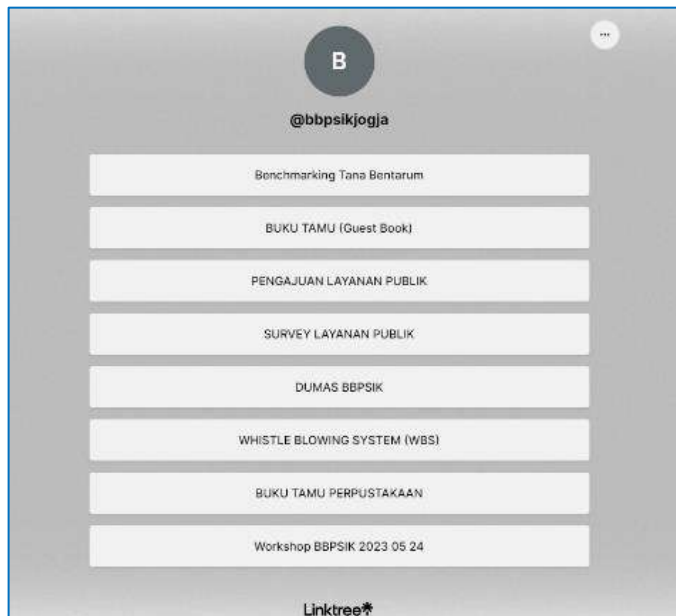 ...
B
@bbpsikjogja
Benchmarking Tana Bentarum
BUKU TAMU (Guest Book)
PENGAJUAN LAYANAN PUBLIK
SURVEY LAYANAN PUBLIK
DUMAS BBPSIK
WHISTLE BLOWING SYSTEM (WBS)
BUKU TAMU PERPUSTAKAAN
Workshop BBPSIK 2023 05 24
Linktree